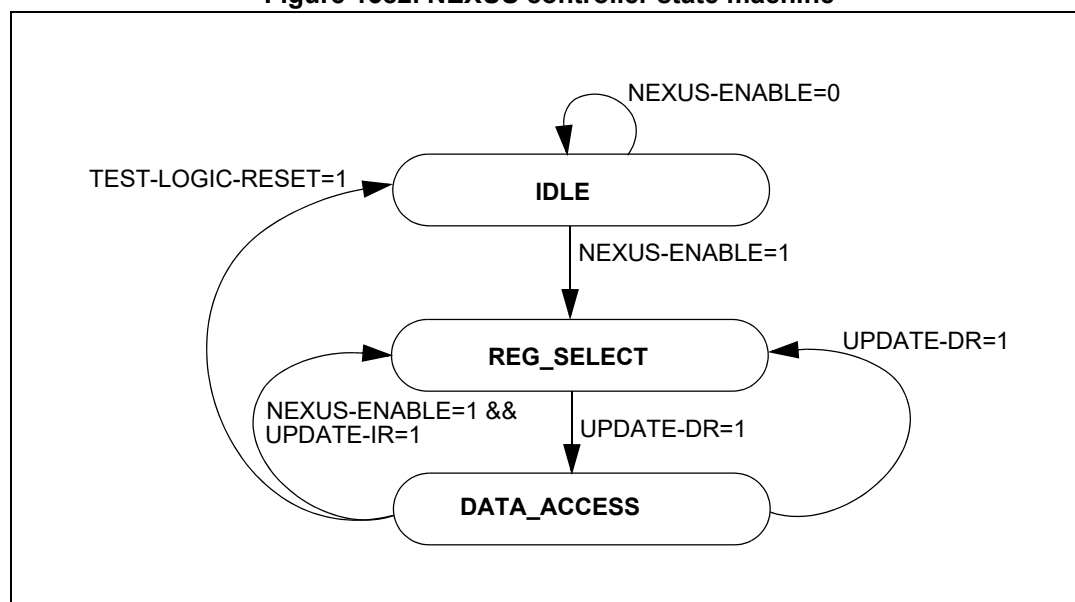 NEXUS-ENABLE=0
TEST-LOGIC-RESET=1
IDLE
NEXUS-ENABLE=1
UPDATE-DR=1
REG_SELECT
NEXUS-ENABLE=1 &&
UPDATE-IR=1
UPDATE-DR=1
DATA_ACCESS